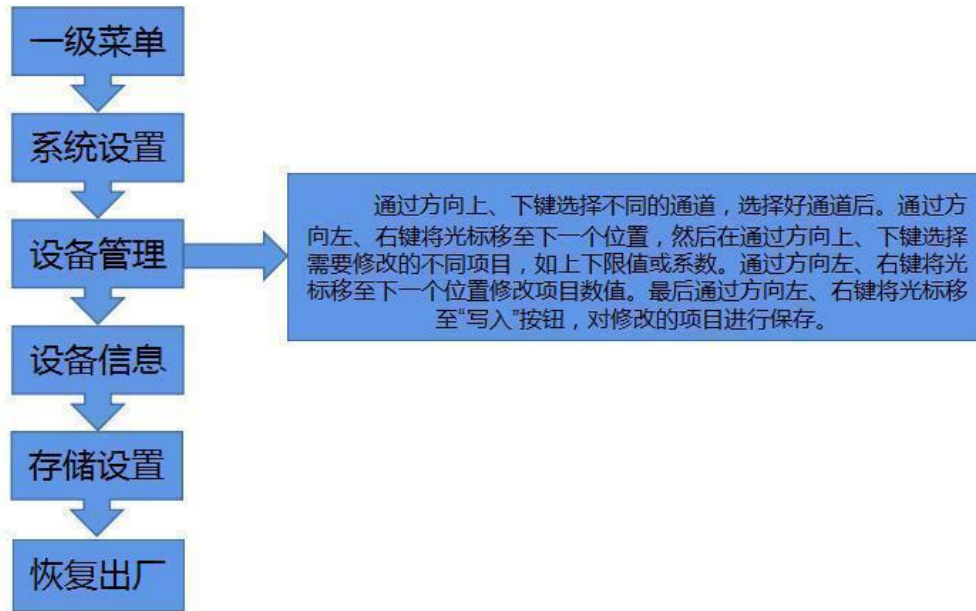 一级菜单
系统设置
设备管理
通过方向上、下键选择不同的通道，选择好通道后。通过方
向左、右键将光标移至下一个位置，然后在通过方向上、下键选择
需要修改的不同项目，如上下限值或系数。通过方向左、右键将光
标移至下一个位置修改项目数值。最后通过方向左、右键将光标移
至“写入”按钮，对修改的项目进行保存。
设备信息
存储设置
恢复出厂